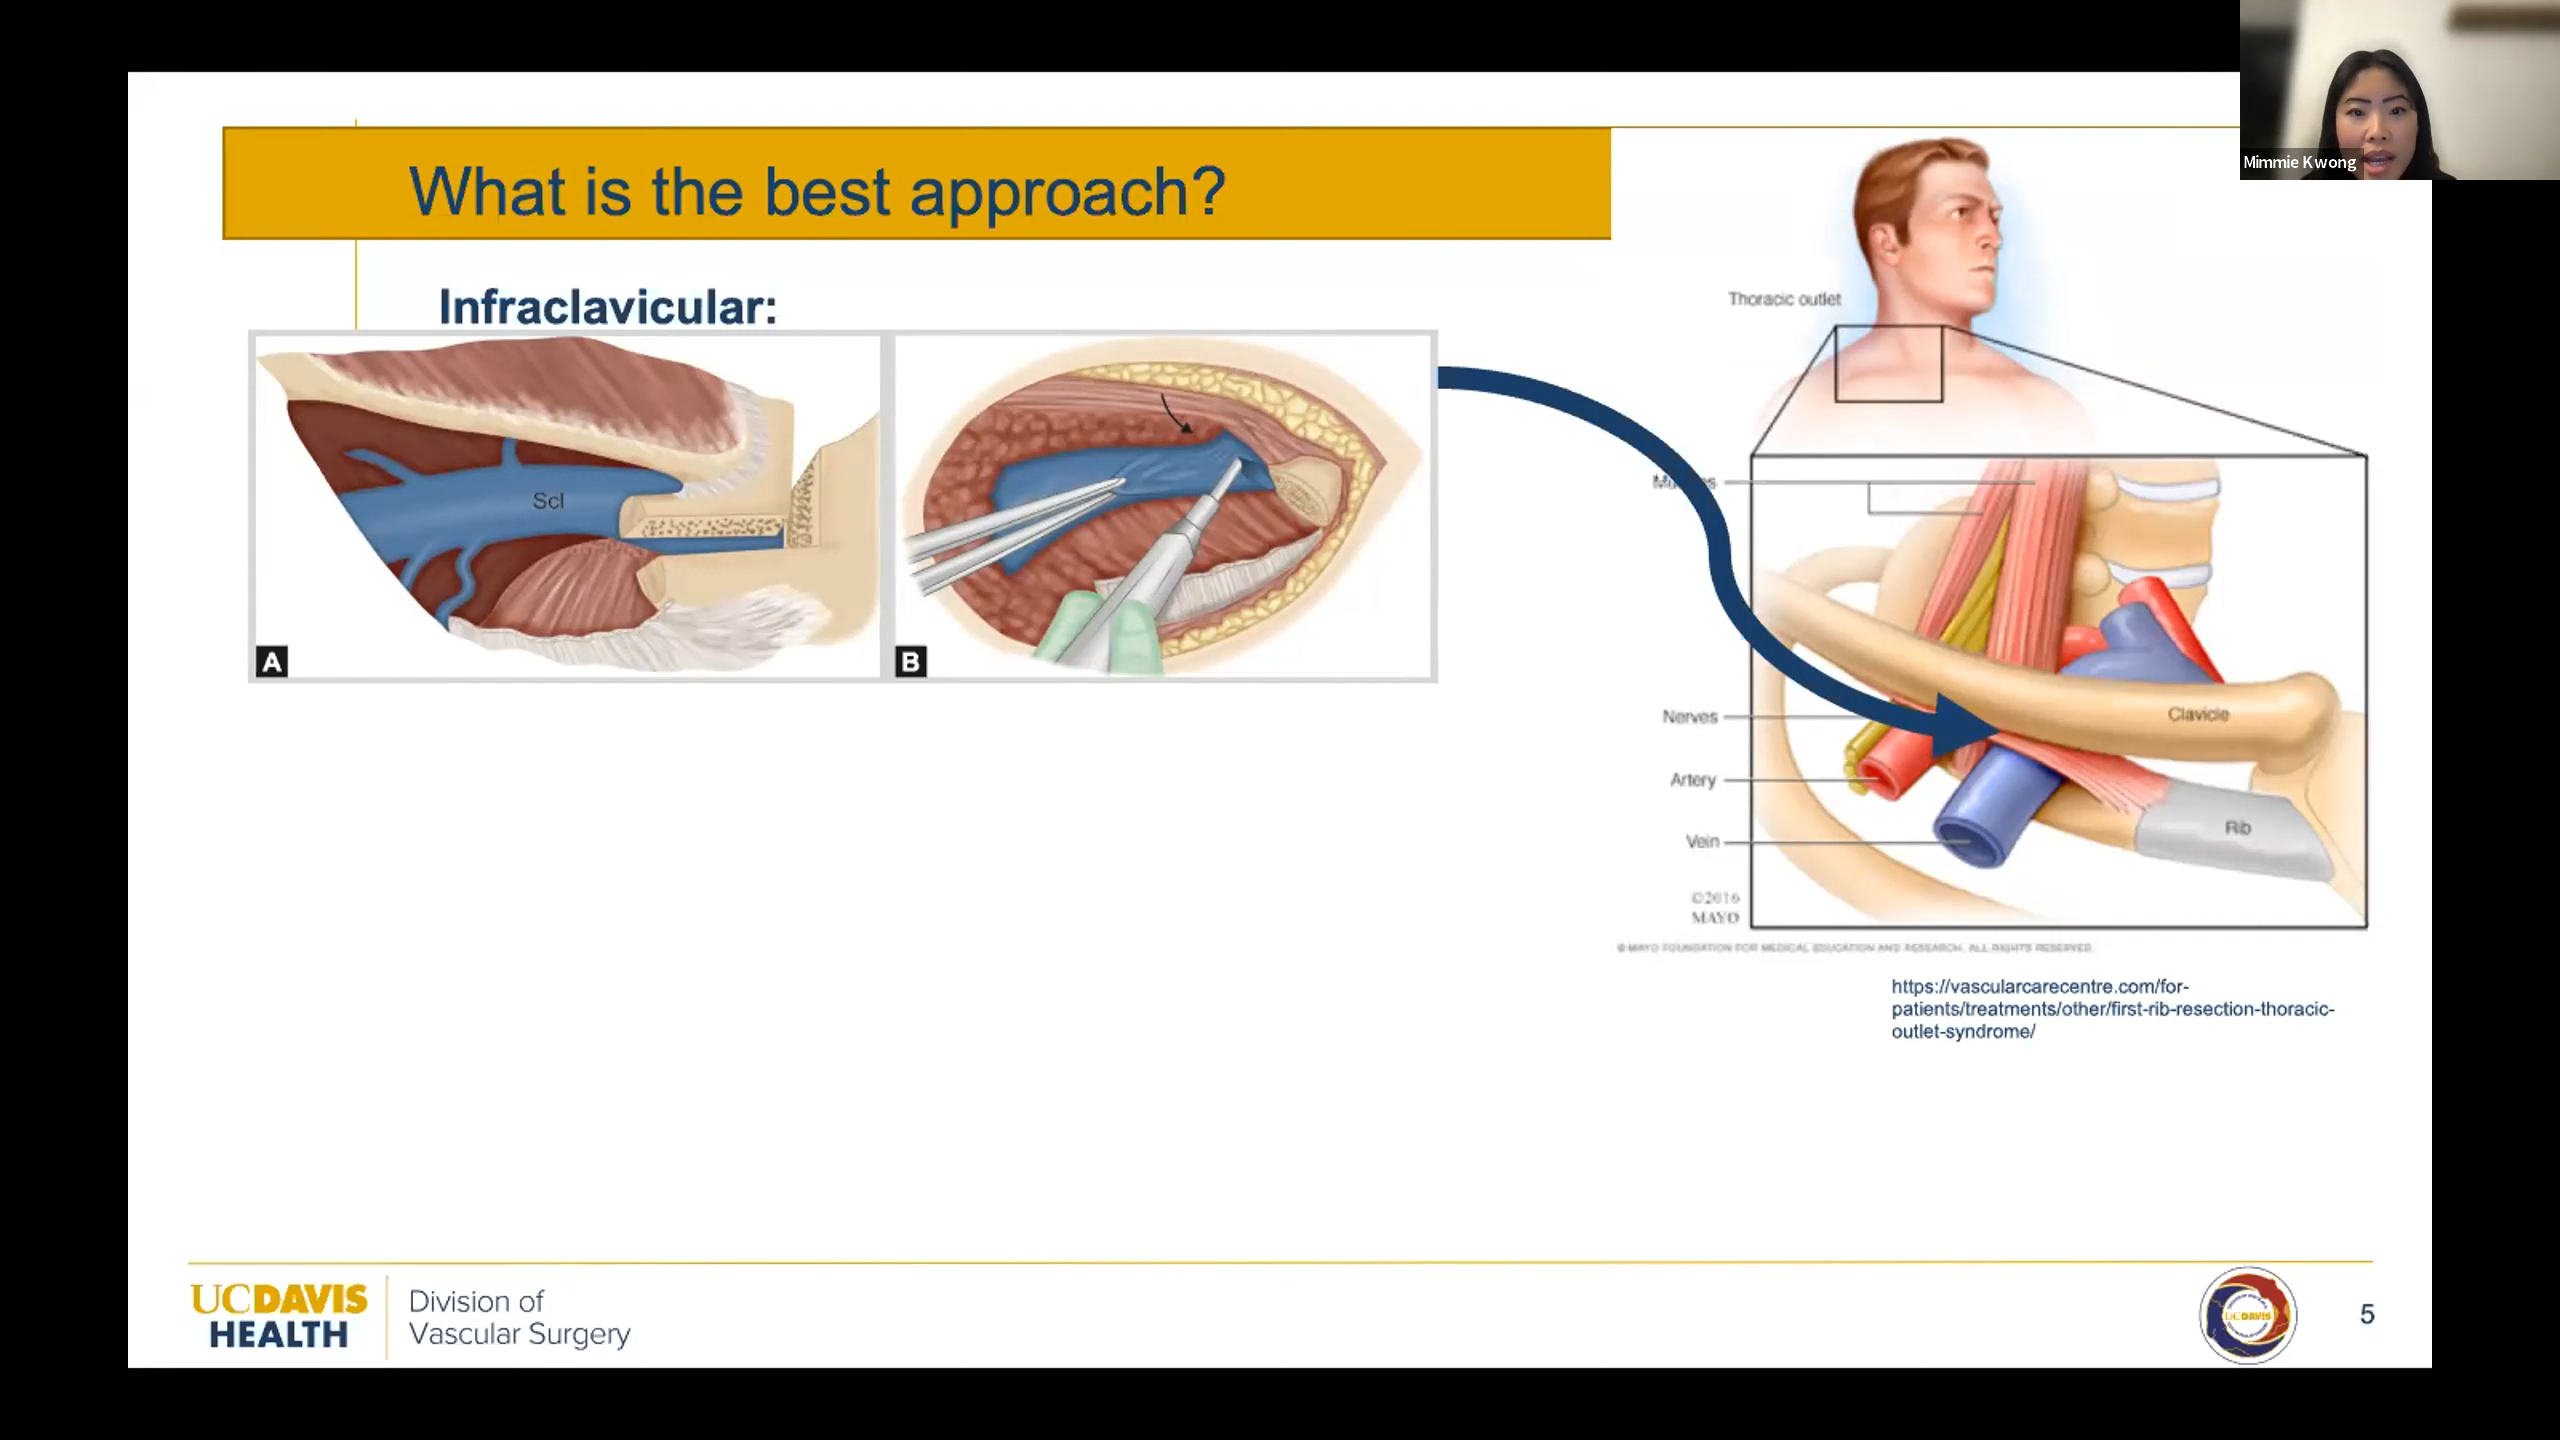 Mimmie Kwong
What is the best approach?
Infraclavicular:
Scl
A
B
Thoracic outlet
Nerves
Artery
Vein
Clavicle
Rib
©2016
MAYO
© MAYO FOUNDATION FOR MEDICAL EDUCATION AND RESEARCH. ALL RIGHTS RESERVED.
https://vascularcarecentre.com/for-
patients/treatments/other/first-rib-resection-thoracic-
outlet-syndrome/
UCDAVIS
HEALTH
Division of
Vascular Surgery
UCDAVIS
5